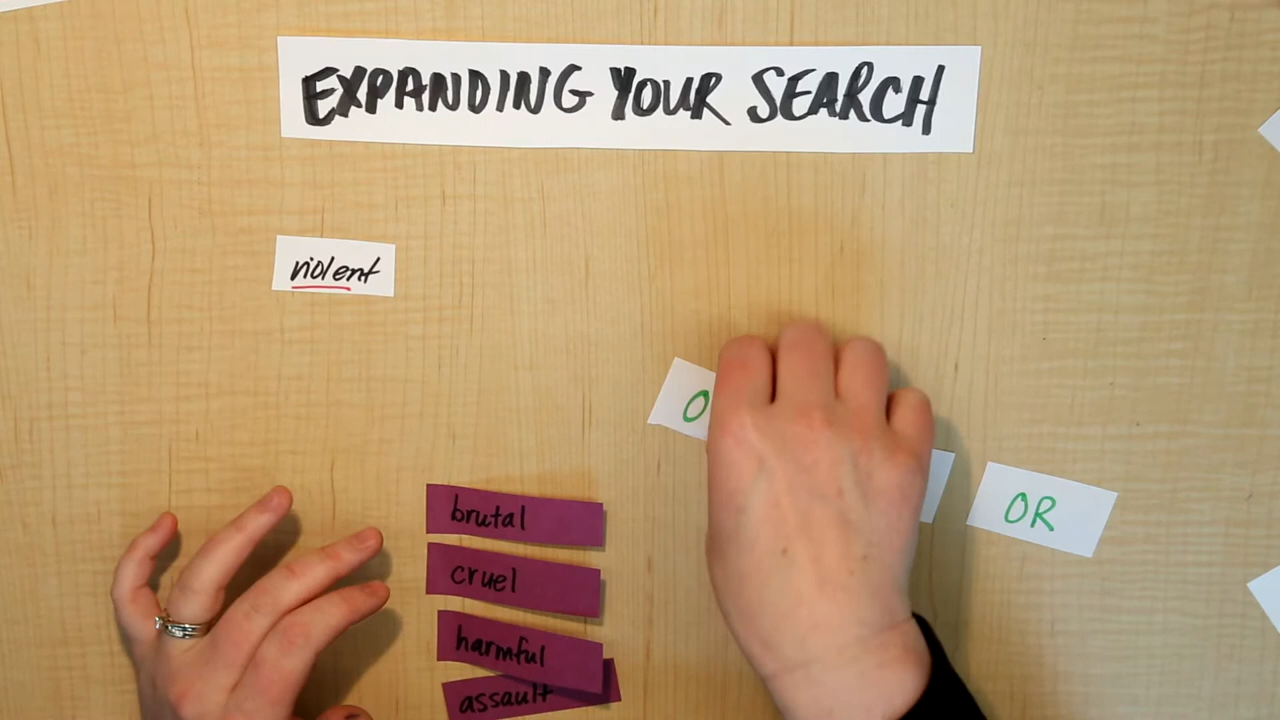 EXPANDING YOUR SEARCH
violent
O
OR
brutal
cruel
harmful
assault